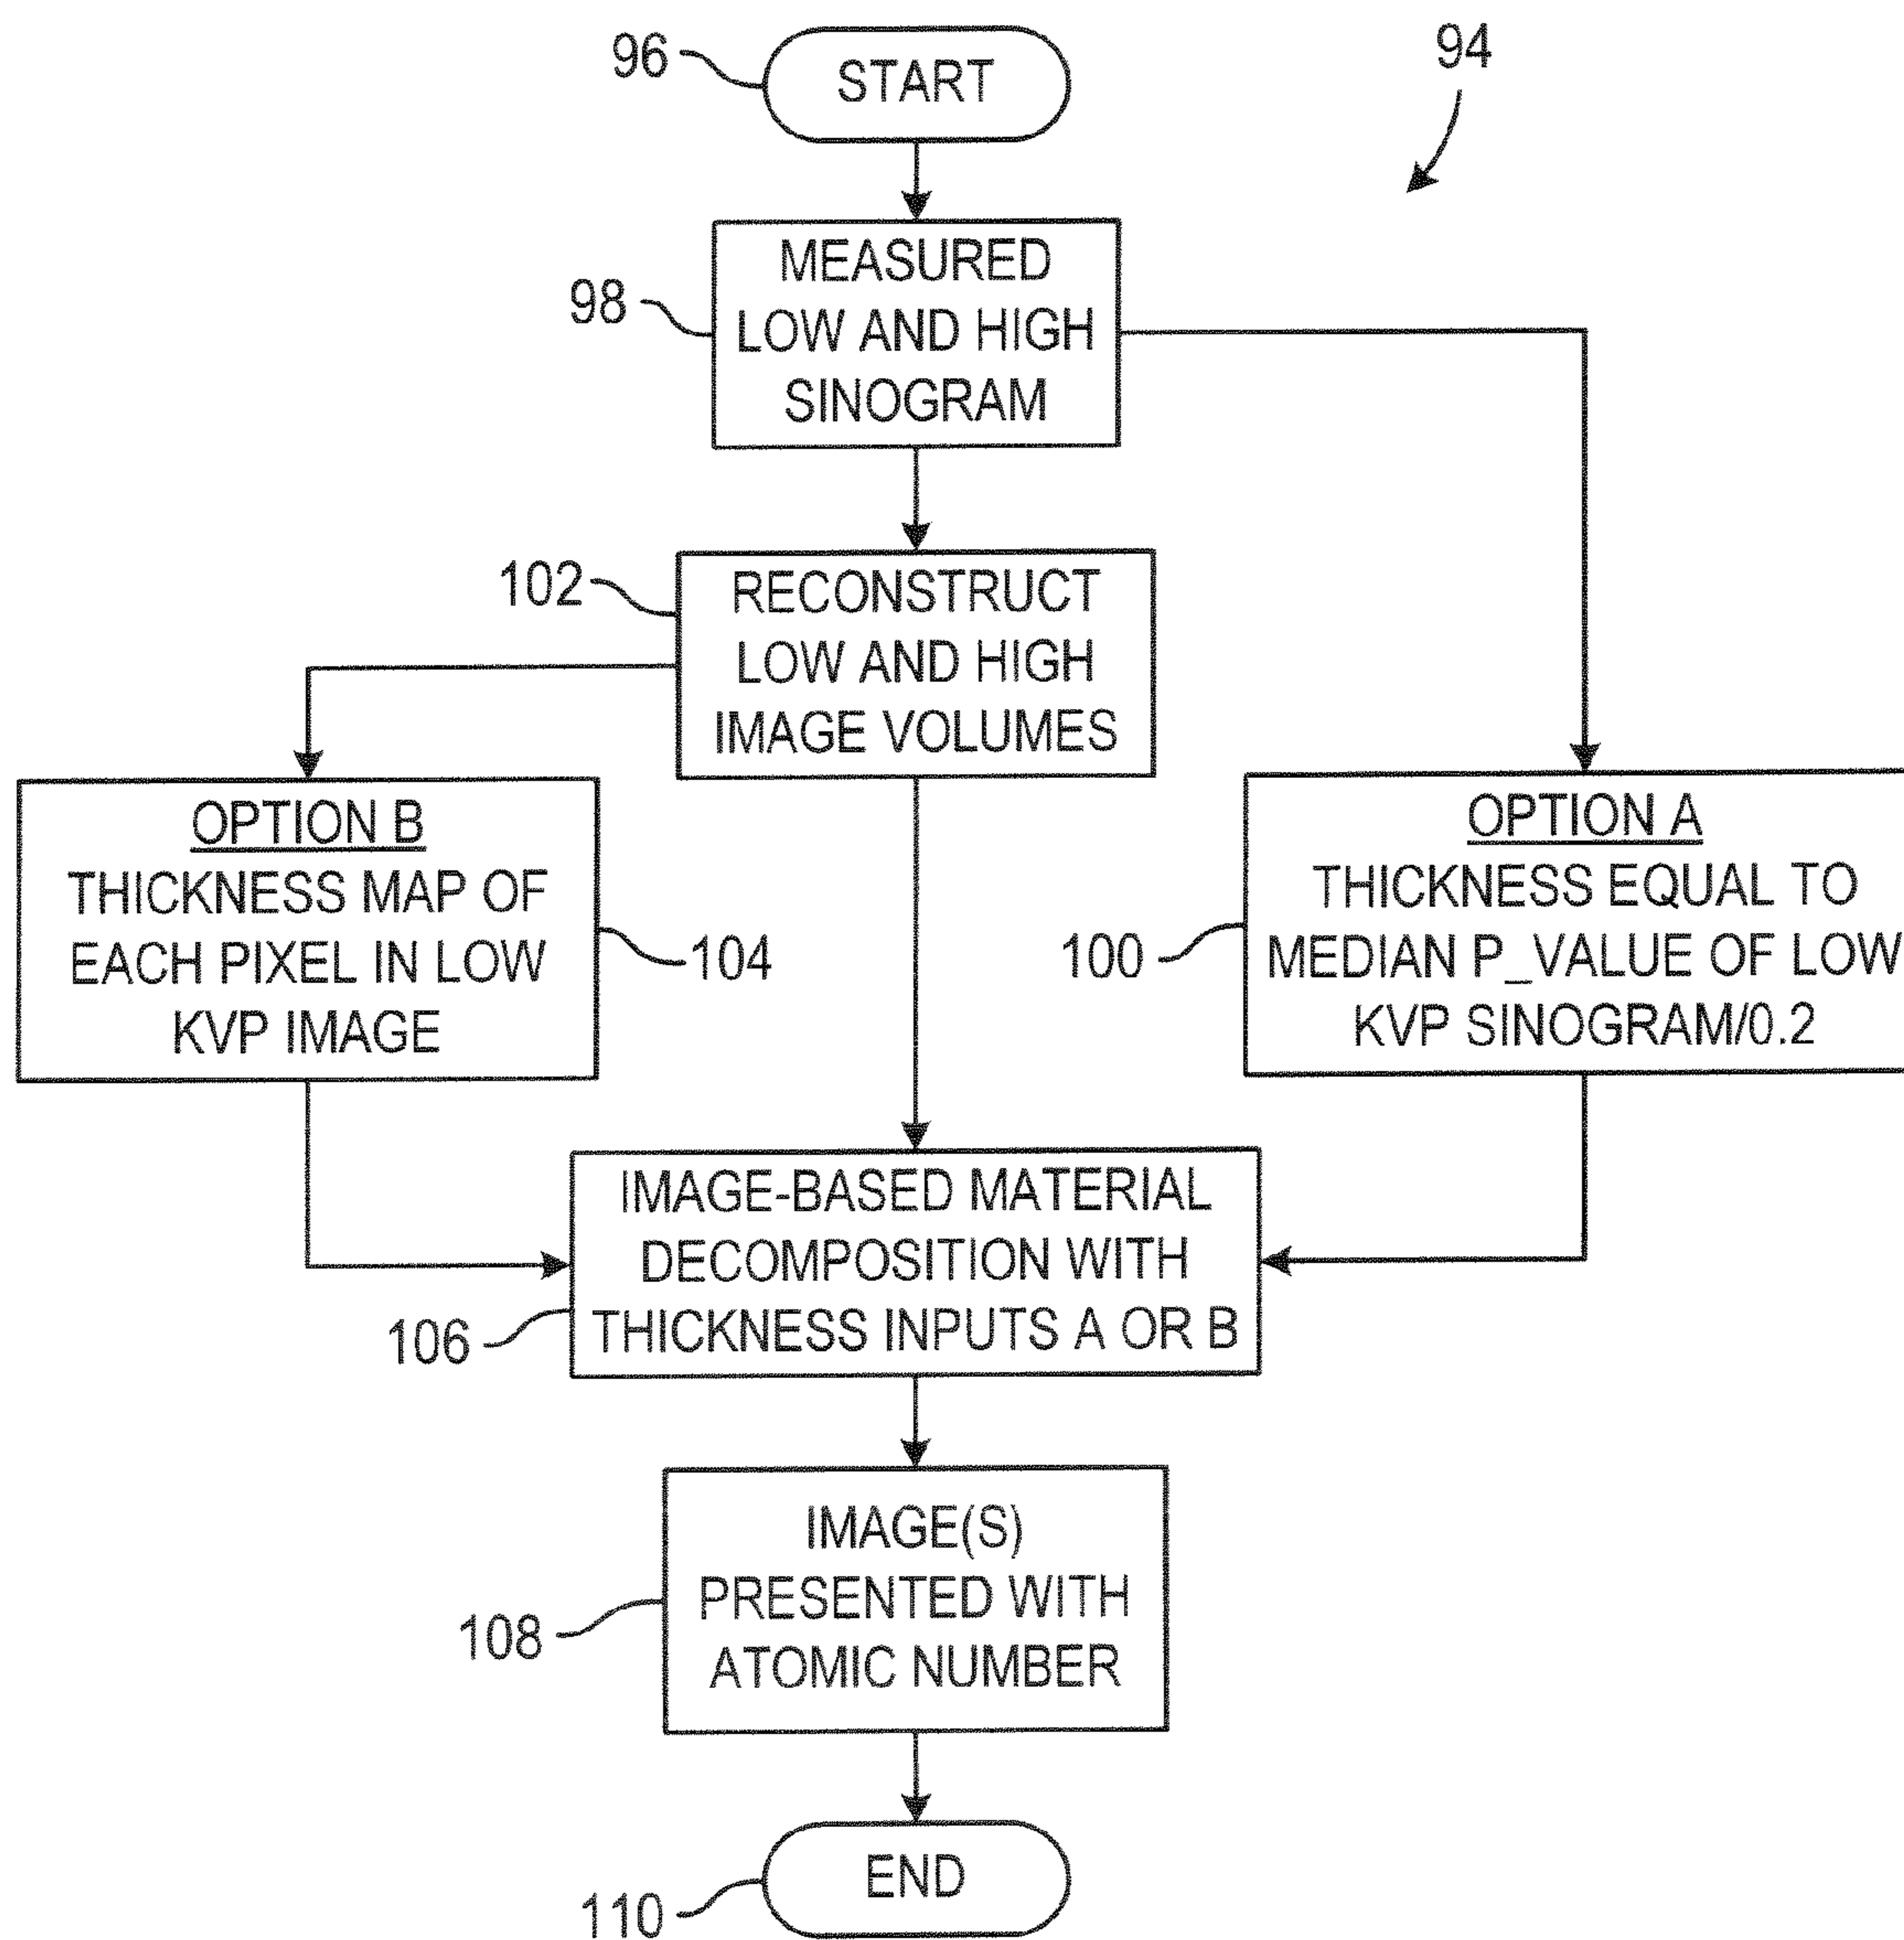 96
START
94
98
MEASURED
LOW AND HIGH
SINOGRAM
102
RECONSTRUCT
LOW AND HIGH
IMAGE VOLUMES
OPTION B
THICKNESS MAP OF
EACH PIXEL IN LOW
KVP IMAGE
104
100
OPTION A
THICKNESS EQUAL TO
MEDIAN P_VALUE OF LOW
KVP SINOGRAM/0.2
106
IMAGE-BASED MATERIAL
DECOMPOSITION WITH
THICKNESS INPUTS A OR B
108
IMAGE(S)
PRESENTED WITH
ATOMIC NUMBER
110
END